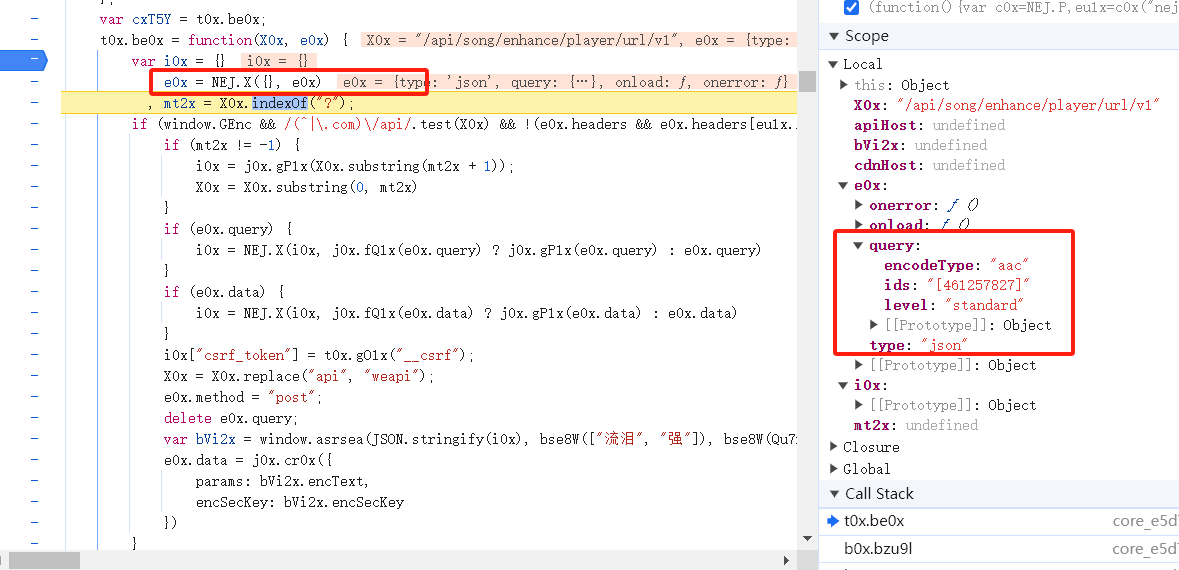 var cxT5Y = t0x.be0x;
t0x.be0x = function(X0x, e0x) { X0x = "/api/song/enhance/player/url/v1", e0x = {type:
var i0x = {} i0x = {}
e0x = NEJ.X({}, e0x) e0x = {type: 'json', query: {…}, onload: ƒ, onerror: ƒ}
, mt2x = X0x.indexOf("?");
if (window.GEnc && /(^|\.com)\/api/.test(X0x) && !(e0x.headers && e0x.headers[eu1x.
if (mt2x != -1) {
i0x = j0x.gP1x(X0x.substring(mt2x + 1));
X0x = X0x.substring(0, mt2x)
}
if (e0x.query) {
i0x = NEJ.X(i0x, j0x.fQ1x(e0x.query) ? j0x.gP1x(e0x.query) : e0x.query)
}
if (e0x.data) {
i0x = NEJ.X(i0x, j0x.fQ1x(e0x.data) ? j0x.gP1x(e0x.data) : e0x.data)
}
i0x["csrf_token"] = t0x.gO1x("__csrf");
X0x = X0x.replace("api", "weapi");
e0x.method = "post";
delete e0x.query;
var bVi2x = window.asrsea(JSON.stringify(i0x), bse8W(["流泪", "强"]), bse8W(Qu7
e0x.data = j0x.cr0x({
params: bVi2x.encText,
encSecKey: bVi2x.encSecKey
})
}
(function(){var c0x=NEJ.P,eu1x=c0x("nej
Scope
Local
this: Object
X0x: "/api/song/enhance/player/url/v1"
apiHost: undefined
bVi2x: undefined
cdnHost: undefined
e0x:
onerror: ƒ ()
onload: ƒ ()
query:
encodeType: "aac"
ids: "[461257827]"
level: "standard"
[[Prototype]]: Object
type: "json"
[[Prototype]]: Object
i0x:
[[Prototype]]: Object
mt2x: undefined
Closure
Global
Call Stack
t0x.be0x core_e5d
b0x.bzu9l core_e5d